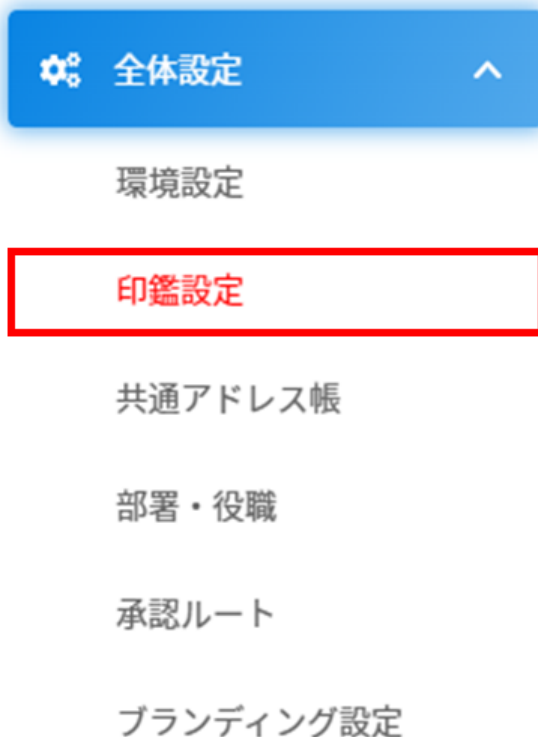 全体設定
環境設定
印鑑設定
共通アドレス帳
部署・役職
承認ルート
ブランディング設定